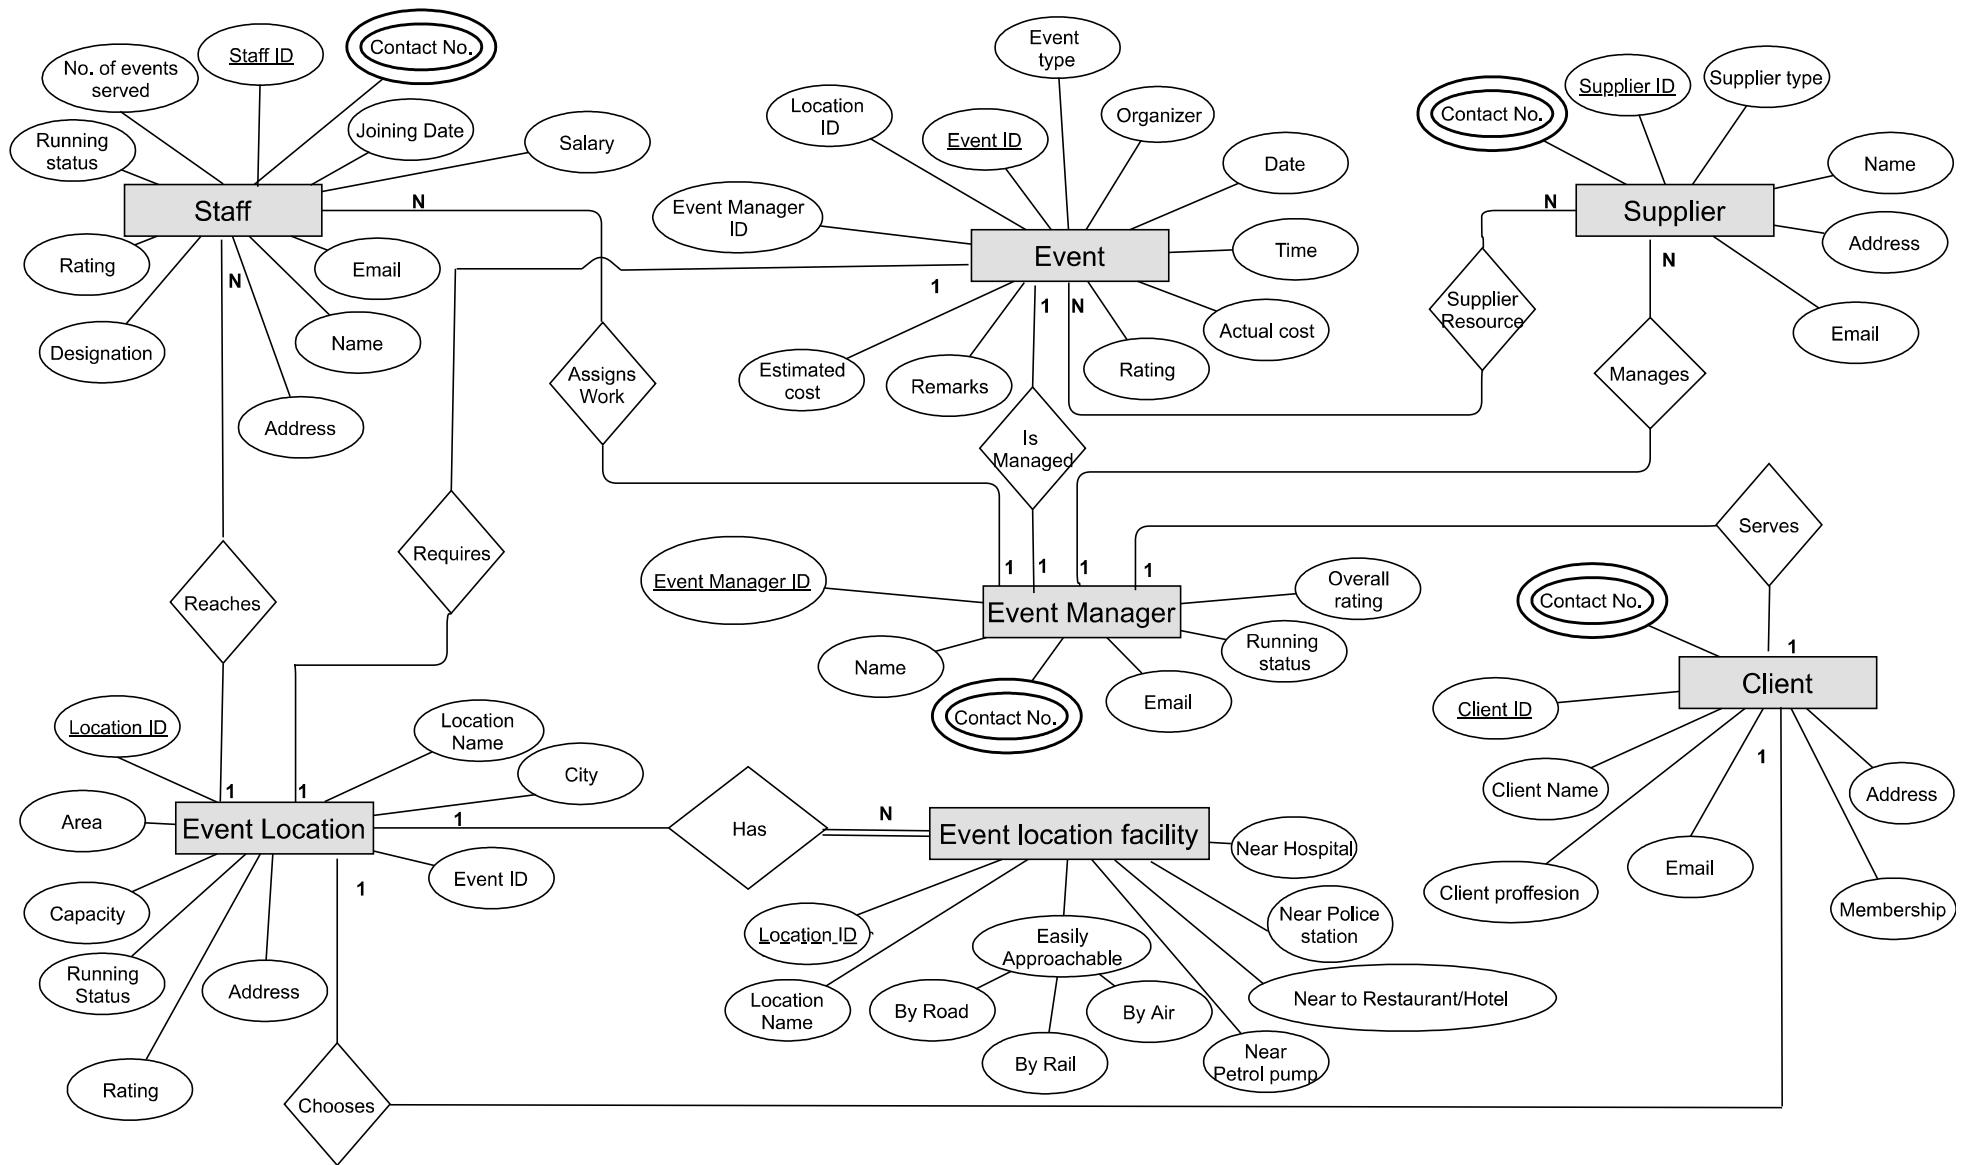 Contact No.
Staff ID
No. of events
served
Joining Date
Running
status
Salary
Staff
N
Rating
Email
N
Designation
Name
Address
Event
type
Location
ID
Organizer
Event ID
Date
Event Manager
ID
Time
Event
1
1
N
Actual cost
Estimated
cost
Remarks
Rating
Supplier ID
Supplier type
Contact No.
Name
N
Supplier
Address
N
Supplier
Resource
Email
Manages
Assigns
Work
Is
Managed
Serves
Requires
Reaches
1
1
1
1
Event Manager ID
Overall
rating
Event Manager
Running
status
Name
Email
Contact No.
Contact No.
1
Client
Client ID
1
Client Name
Address
Email
Client proffesion
Membership
Location ID
Location
Name
City
1
1
Area
Event Location
1
Event ID
1
Capacity
Running
Status
Address
Rating
Has
N
Event location facility
Near Hospital
Near Police
station
Location ID
Easily
Approachable
Location
Name
By Road
By Air
Near to Restaurant/Hotel
By Rail
Near
Petrol pump
Chooses